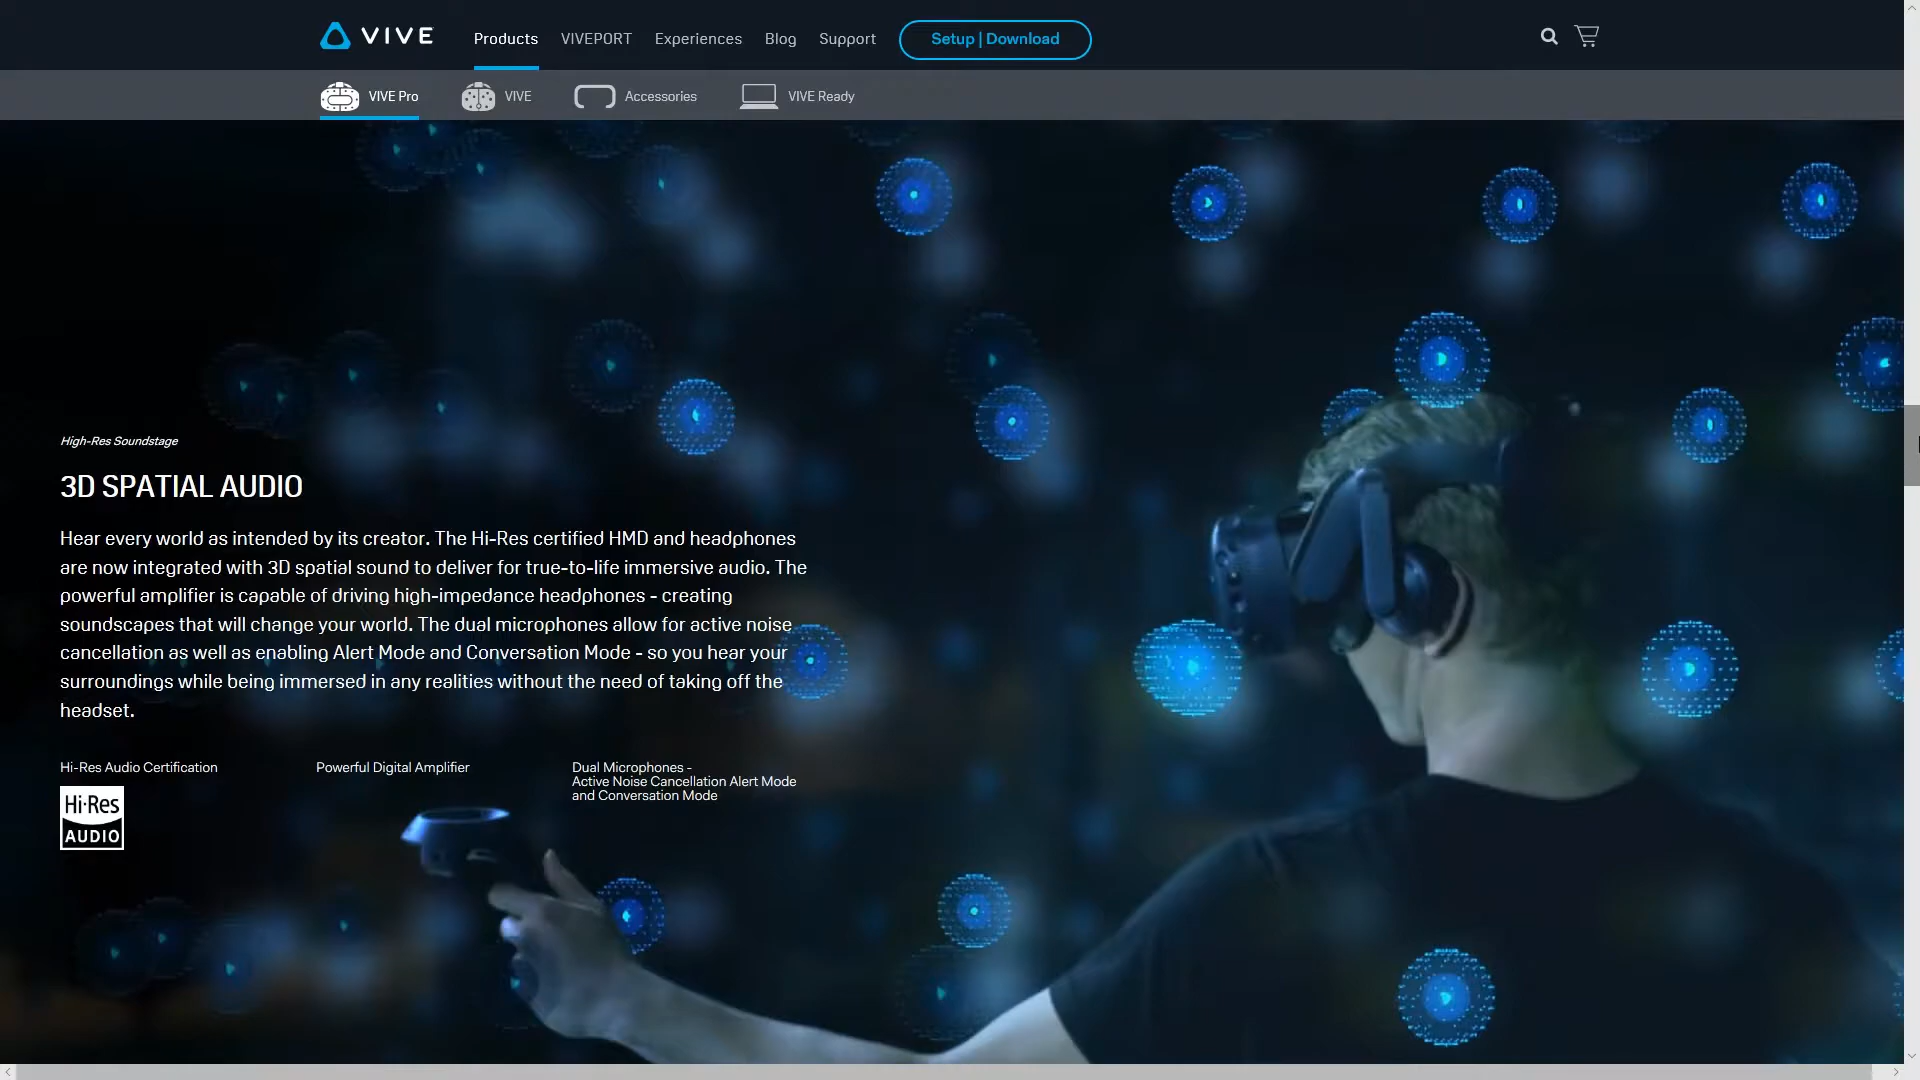 VIVE
Products
VIVEPORT
Experiences
Blog
Support
Setup | Download
VIVE Pro
VIVE
Accessories
VIVE Ready
High-Res Soundstage
3D SPATIAL AUDIO
Hear every world as intended by its creator. The Hi-Res certified HMD and headphones
are now integrated with 3D spatial sound to deliver for true-to-life immersive audio. The
powerful amplifier is capable of driving high-impedance headphones - creating
soundscapes that will change your world. The dual microphones allow for active noise
cancellation as well as enabling Alert Mode and Conversation Mode - so you hear your
surroundings while being immersed in any realities without the need of taking off the
headset.
Hi-Res Audio Certification
Hi-Res
AUDIO
Powerful Digital Amplifier
Dual Microphones -
Active Noise Cancellation Alert Mode
and Conversation Mode